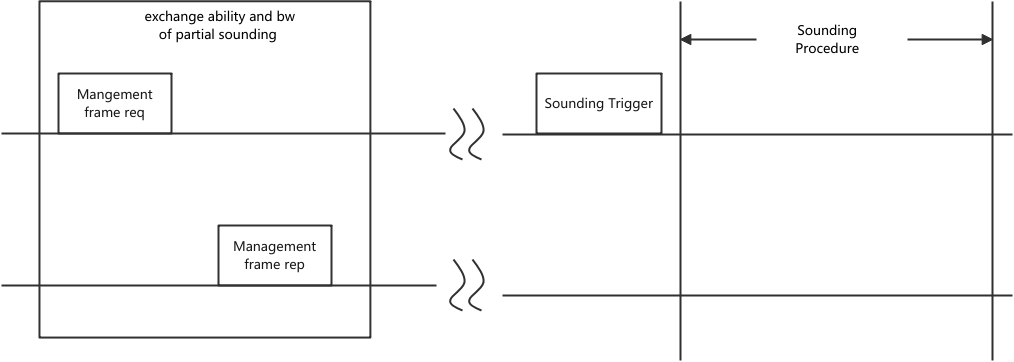 exchange ability and bw
of partial sounding
Mangement
frame req
Management
frame rep
Sounding Trigger
Sounding
Procedure